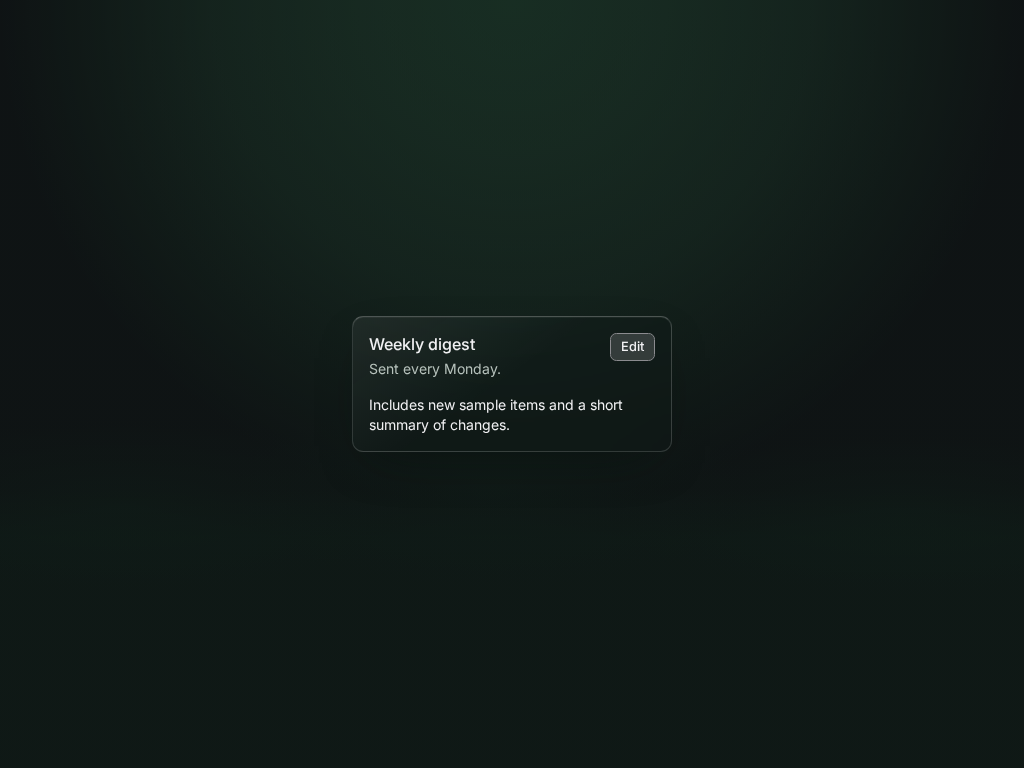 Weekly digest
Edit
Sent every Monday.
Includes new sample items and a short
summary of changes.